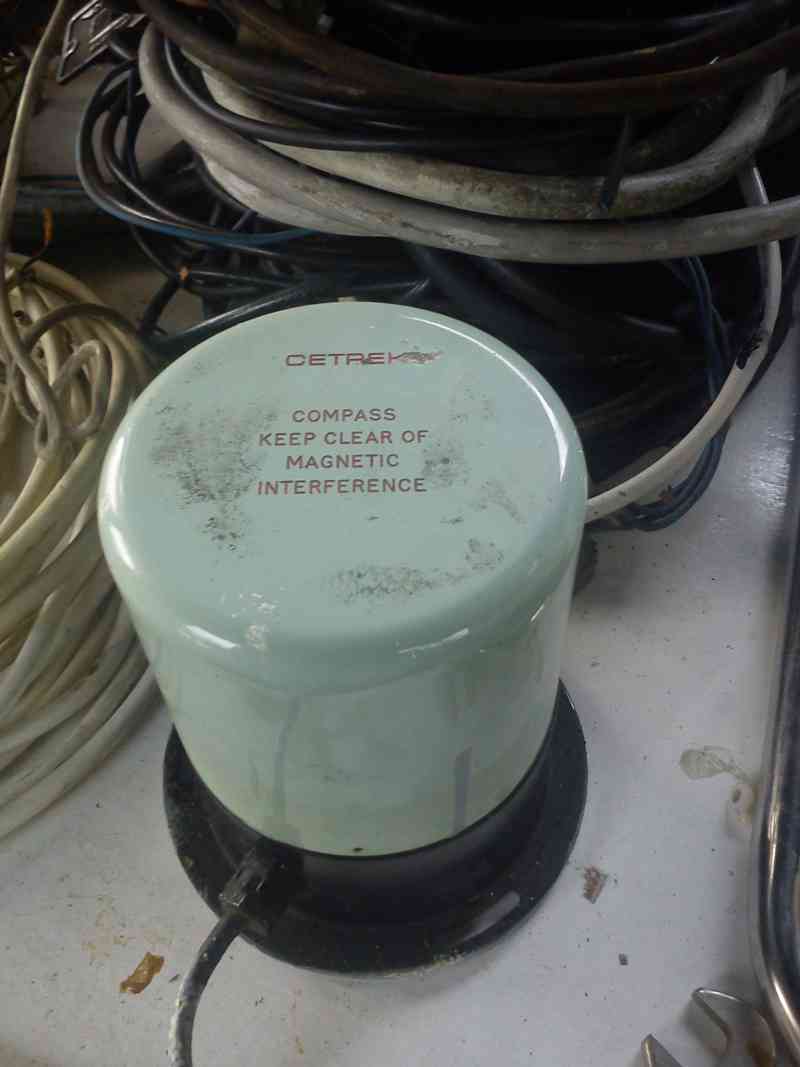 CETREK
COMPASS
KEEP CLEAR OF
MAGNETIC
INTERFERENCE